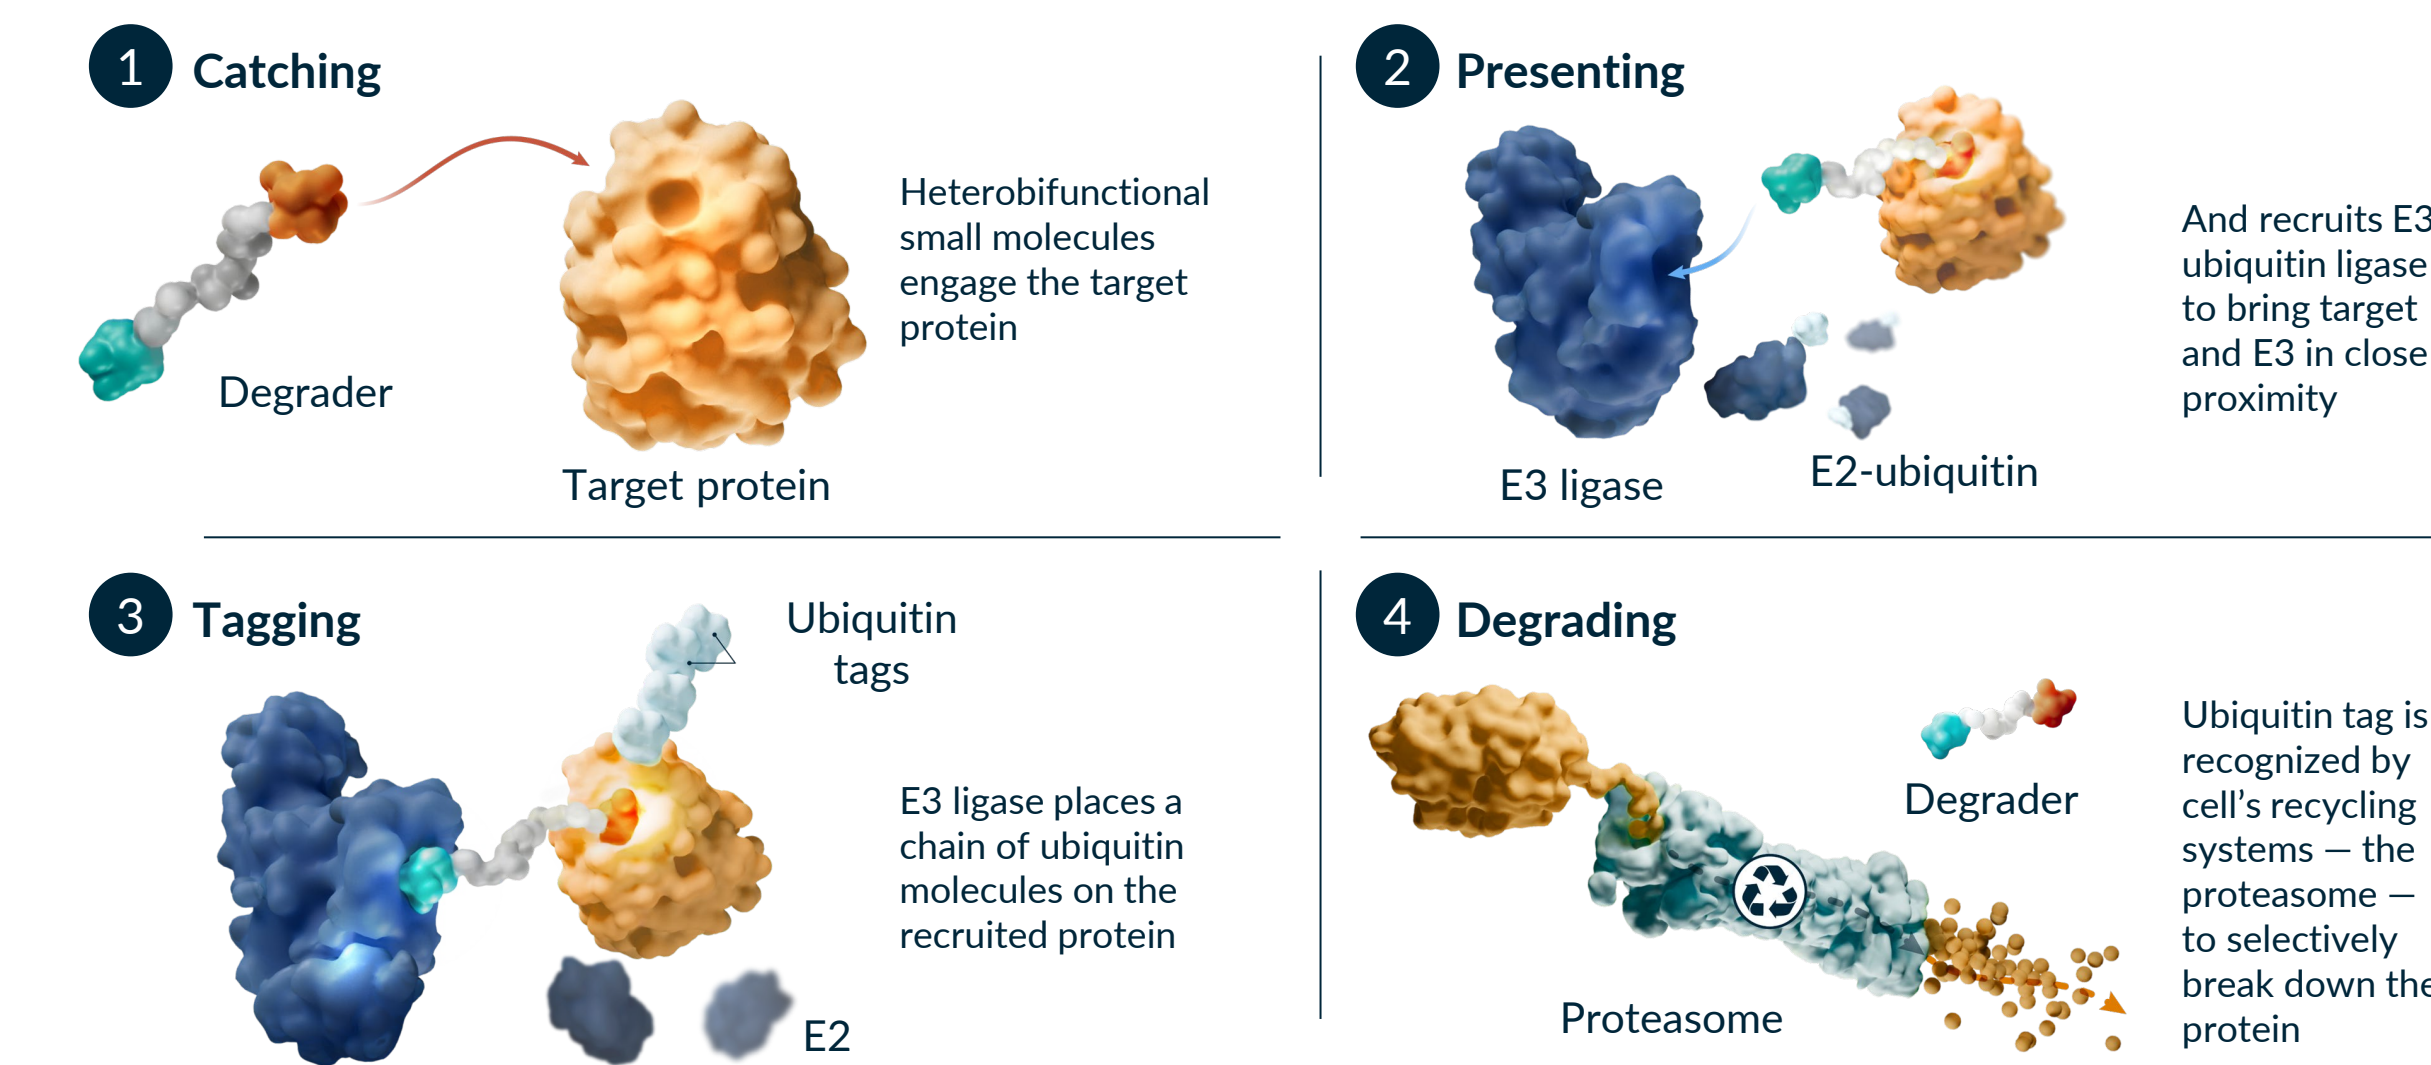 1 Catching
Degrader
Target protein
Heterobifunctional
small molecules
engage the target
protein
2 Presenting
E3 ligase
E2-ubiquitin
And recruits E3
ubiquitin ligase
to bring target
and E3 in close
proximity
3 Tagging
Ubiquitin
tags
E3 ligase places a
chain of ubiquitin
molecules on the
recruited protein
E2
4 Degrading
Degrader
Proteasome
Ubiquitin tag is
recognized by
cell’s recycling
systems — the
proteasome —
to selectively
break down the
protein